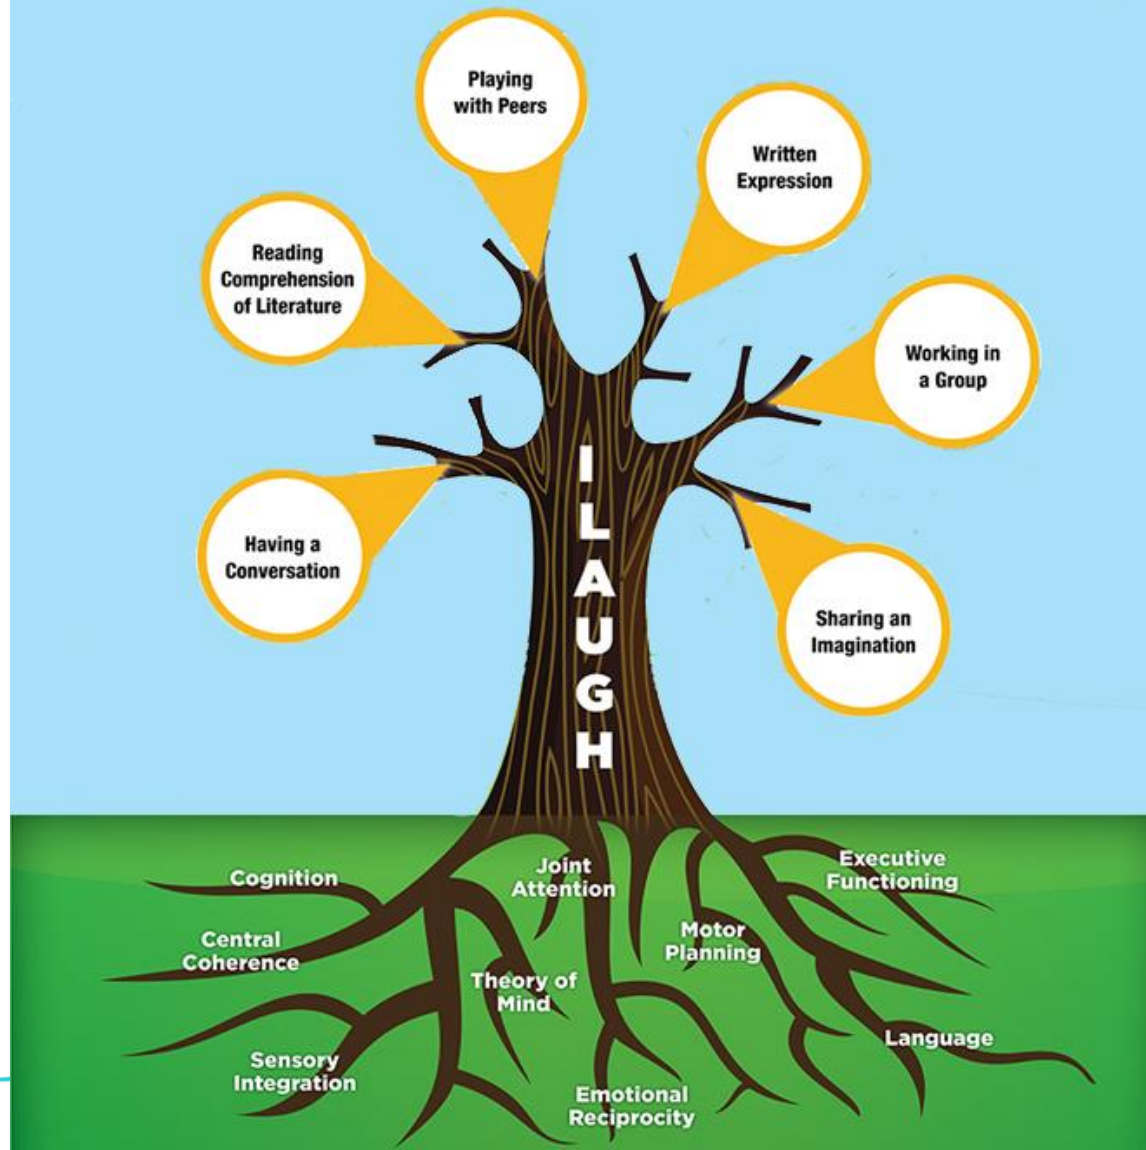 Playing
with Peers
Written
Expression
Reading
Comprehension
of Literature
Working in
a Group
Having a
Conversation
Sharing an
Imagination
I
L
A
U
G
H
Cognition
Joint
Attention
Executive
Functioning
Central
Coherence
Motor
Planning
Theory of
Mind
Sensory
Integration
Language
Emotional
Reciprocity